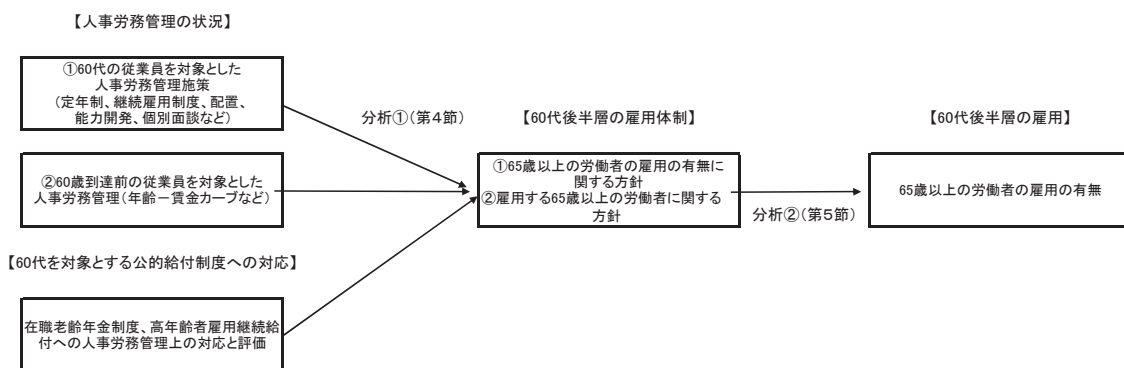 【人事労務管理の状況】
①60代の従業員を対象とした
人事労務管理施策
(定年制、継続雇用制度、配置、
能力開発、個別面談など)
②60歳到達前の従業員を対象とした
人事労務管理(年齢－賃金カーブなど)
【60代を対象とする公的給付制度への対応】
在職老齢年金制度、高年齢者雇用継続給
付への人事労務管理上の対応と評価
分析①(第4節)
【60代後半層の雇用体制】
①65歳以上の労働者の雇用の有無に
関する方針
②雇用する65歳以上の労働者に関する
方針
分析②(第5節)
【60代後半層の雇用】
65歳以上の労働者の雇用の有無